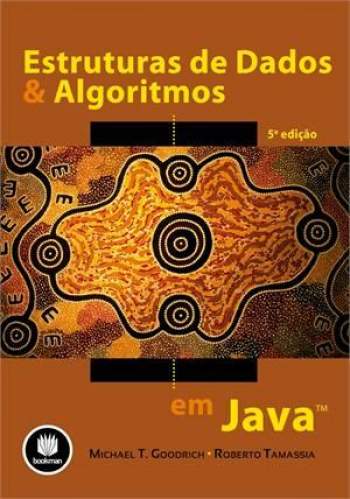 Estruturas de Dados
& Algoritmos
5ª edição
em Java™
MICHAEL T. GOODRICH • ROBERTO TAMASSIA
bookman